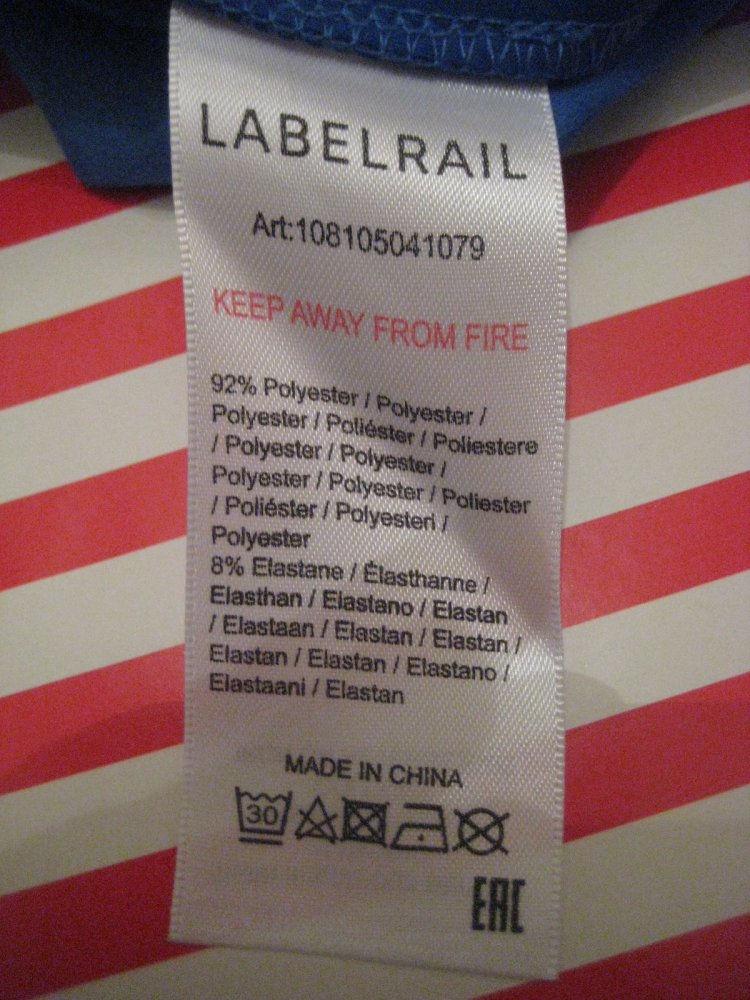 LABELRAIL
Art:108105041079
KEEP AWAY FROM FIRE
92% Polyester / Polyester /
Polyester / Poliéster / Poliestere
/ Polyester / Polyester /
Polyester / Polyester / Poliester
/ Poliéster / Polyesteri /
Polyester
8% Elastane / Élasthanne /
Elasthan / Elastano / Elastan
/ Elastaan / Elastan / Elastan /
Elastan / Elastan / Elastano /
Elastaani / Elastan
MADE IN CHINA
30
EAC